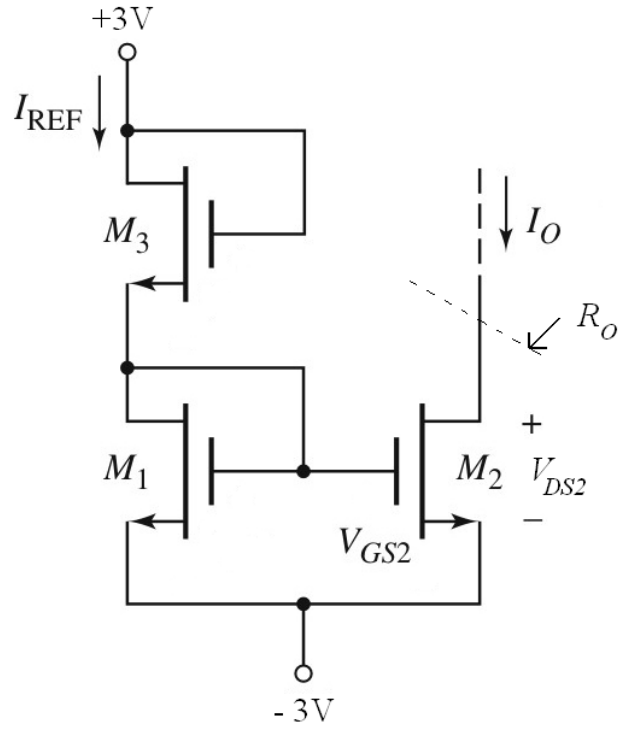 +3V
I_REF
M_3
I_O
R_O
M_1
M_2
+
V_DS2
−
V_GS2
- 3V